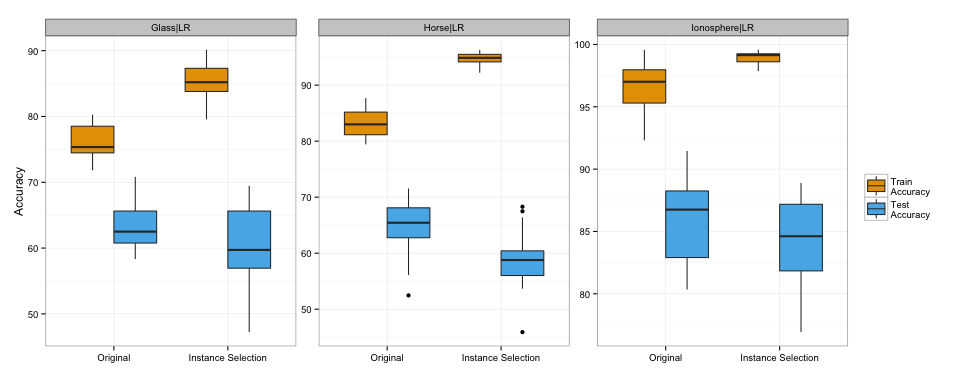 Glass|LR
Horse|LR
Ionosphere|LR
Accuracy
90
80
70
60
50
90
80
70
60
50
100
95
90
85
80
Original
Instance Selection
Original
Instance Selection
Original
Instance Selection
Train
Accuracy
Test
Accuracy